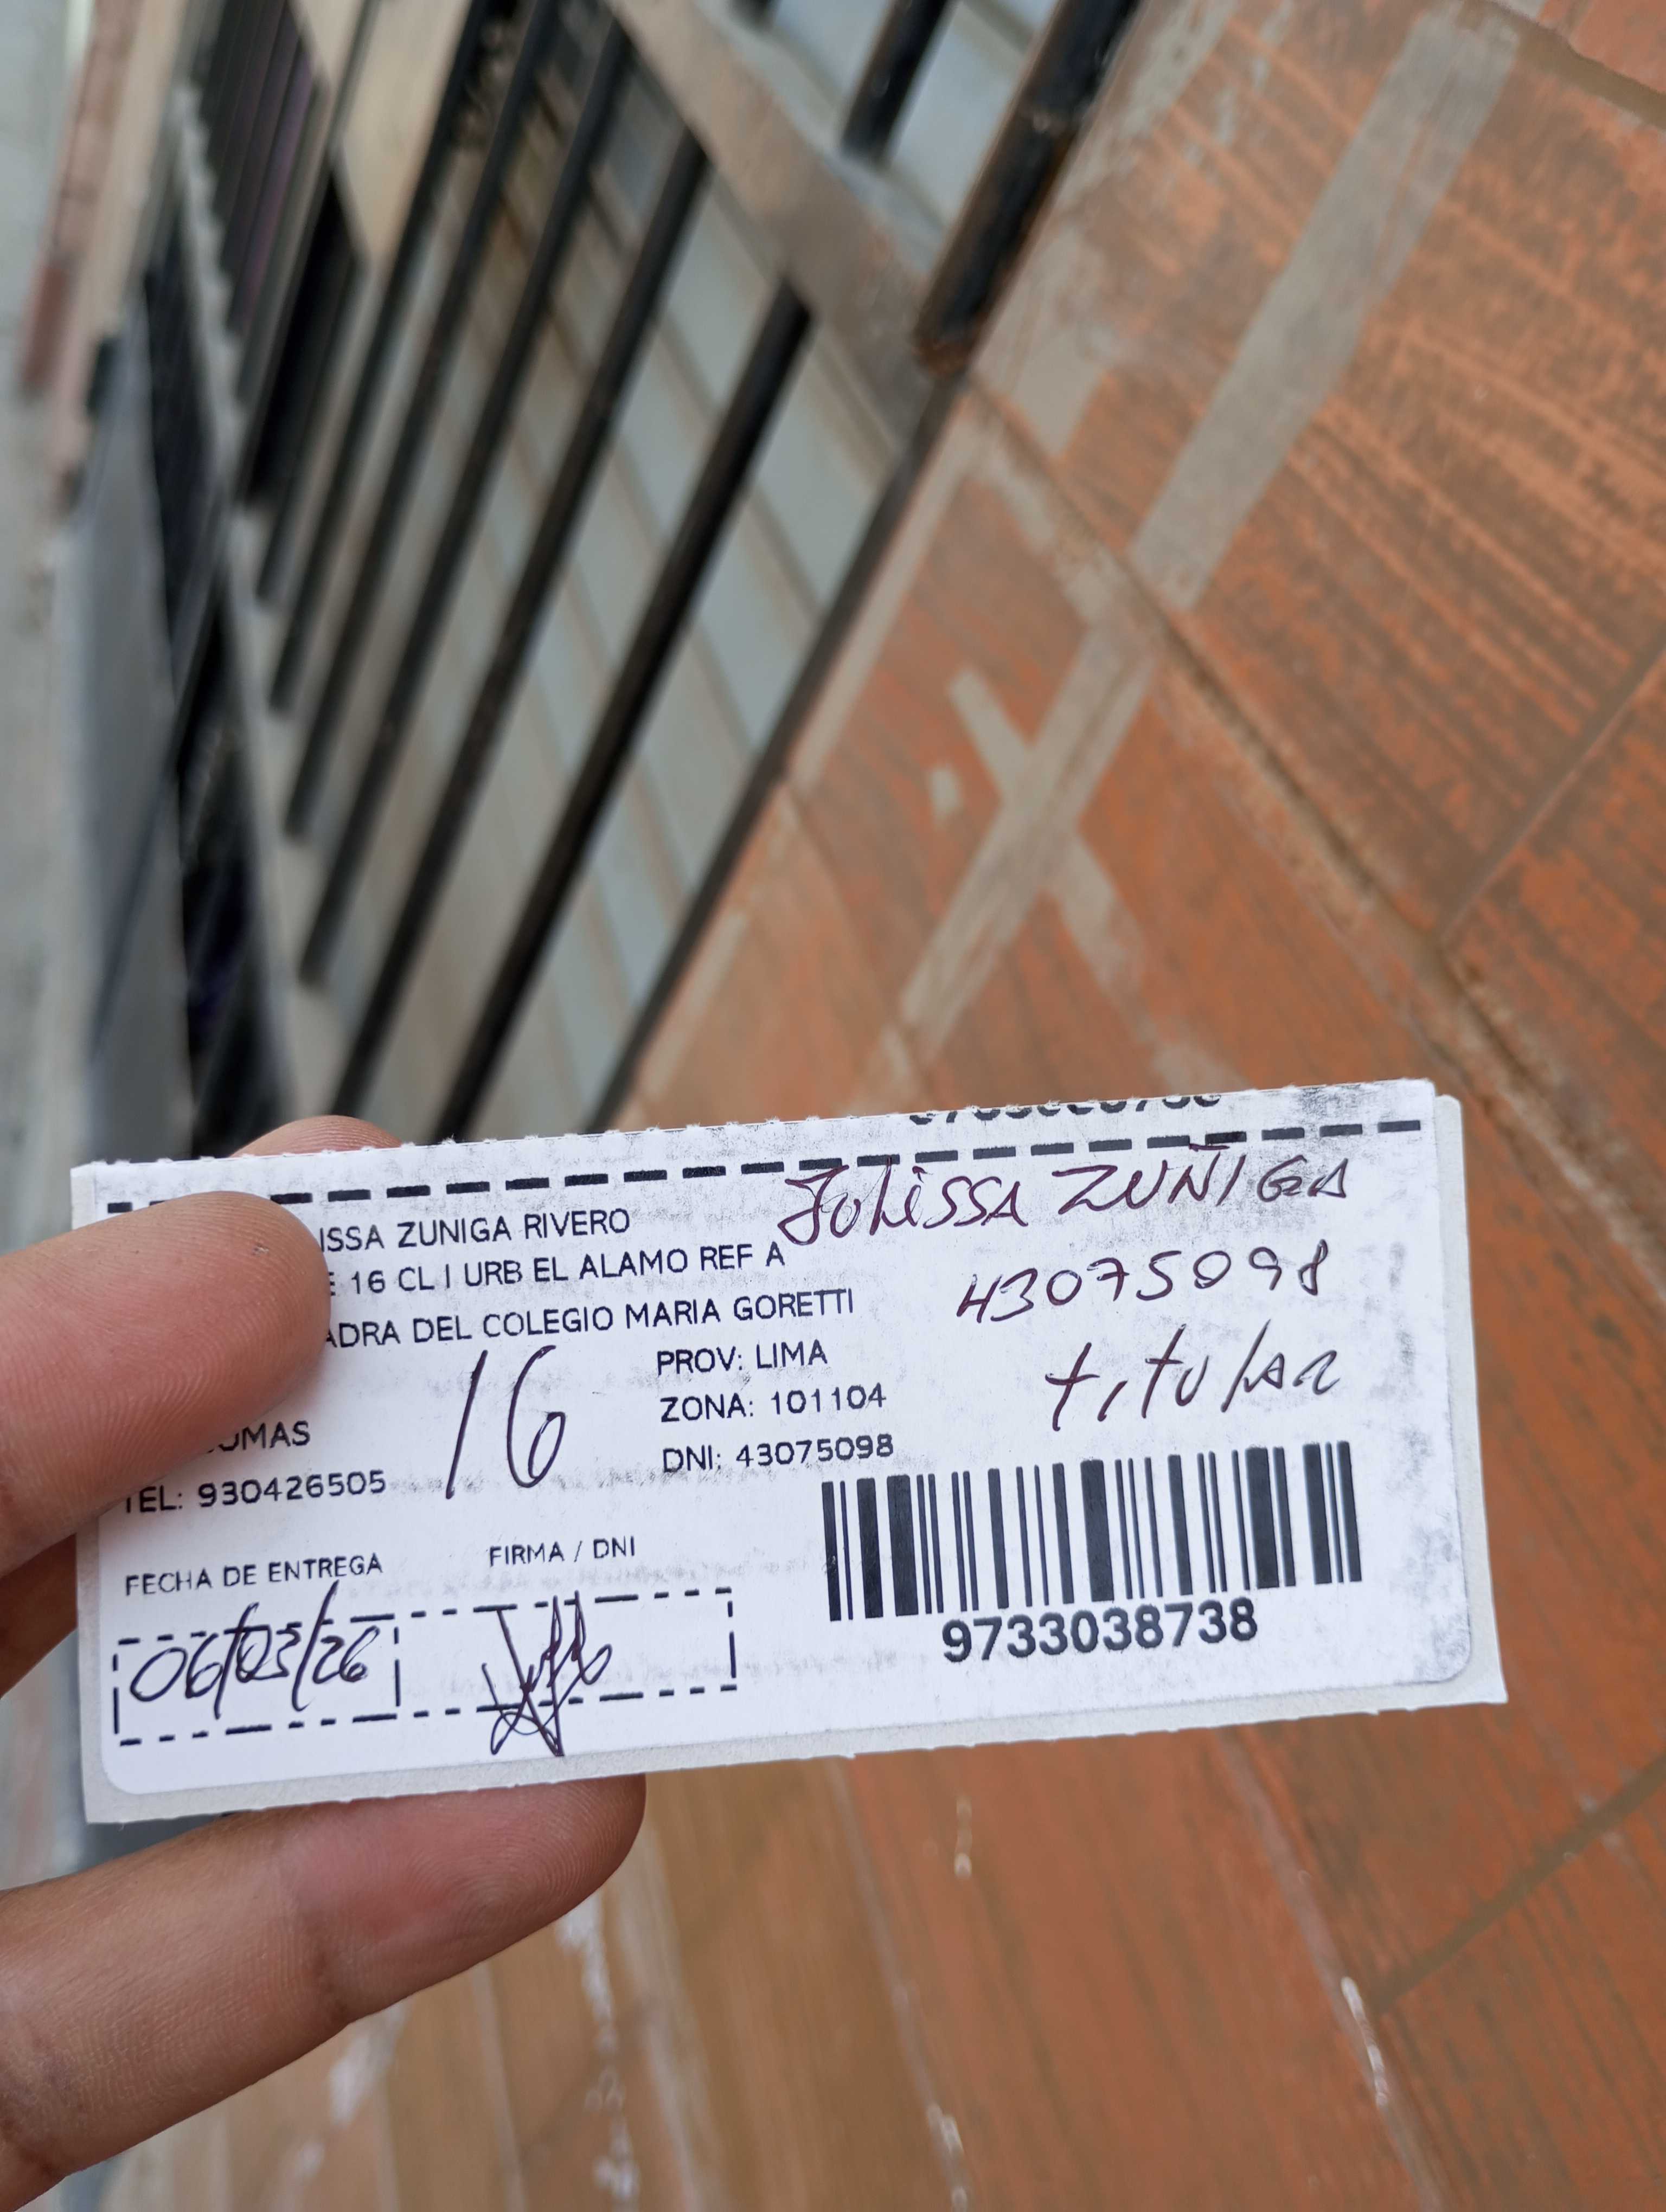 JOLISSA ZUÑIGA
ISSA ZUNIGA RIVERO
16 CL I URB EL ALAMO REF A
43075098
ADRA DEL COLEGIO MARIA GORETTI
16
PROV: LIMA
titular
ZONA: 101104
OMAS
DNI: 43075098
TEL: 930426505
FECHA DE ENTREGA
FIRMA / DNI
06/03/26
9733038738